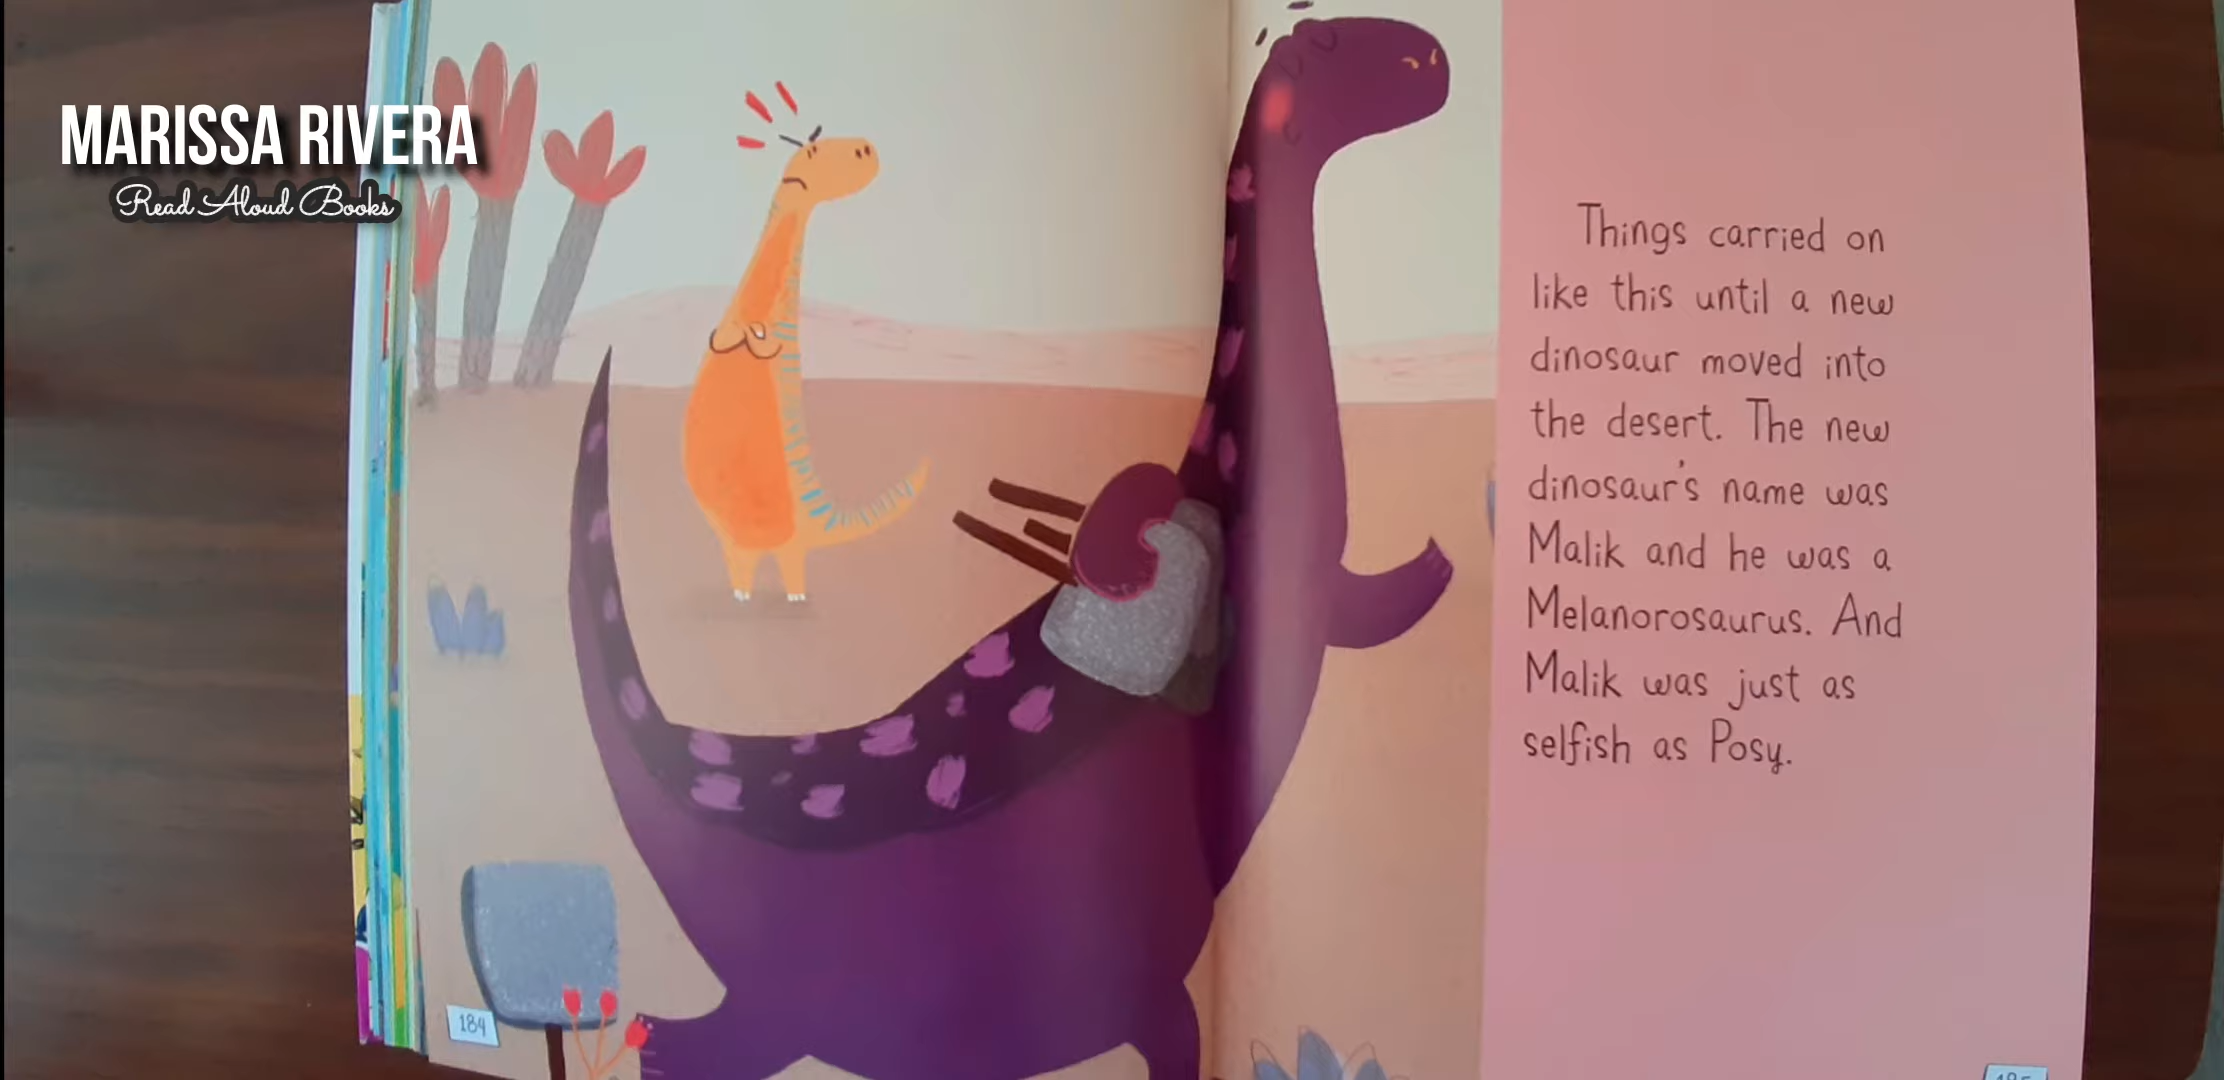 MARISSA RIVERA
Read Aloud Books
Things carried on
like this until a new
dinosaur moved into
the desert. The new
dinosaur's name was
Malik and he was a
Melanorosaurus. And
Malik was just as
selfish as Posy.
184